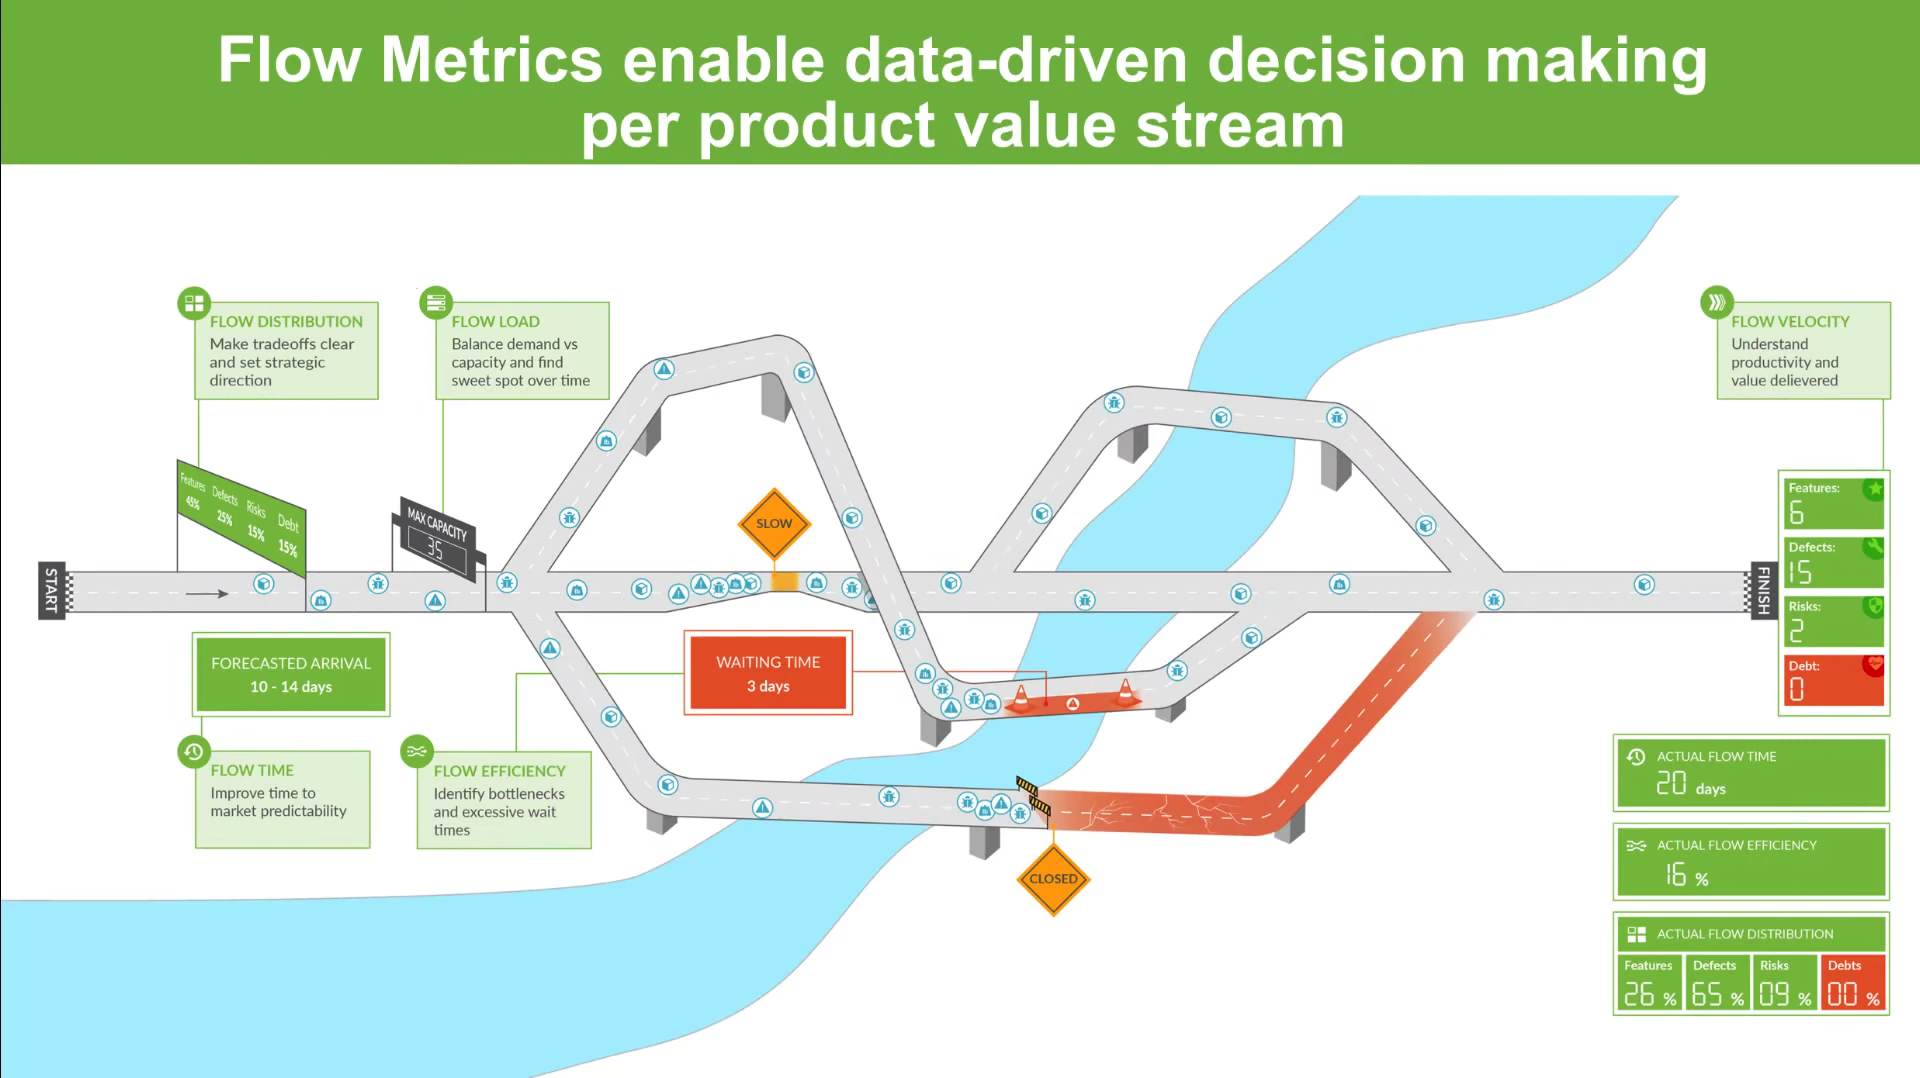 Flow Metrics enable data-driven decision making
per product value stream
FLOW DISTRIBUTION
Make tradeoffs clear
and set strategic
direction
FLOW LOAD
Balance demand vs
capacity and find
sweet spot over time
FLOW VELOCITY
Understand
productivity and
value delievered
Features Defects Risks Debt
45% 25% 15% 15%
MAX CAPACITY
35
SLOW
START
FINISH
Features:
6
Defects:
15
Risks:
2
Debt:
0
FORECASTED ARRIVAL
10 - 14 days
WAITING TIME
3 days
FLOW TIME
Improve time to
market predictability
FLOW EFFICIENCY
Identify bottlenecks
and excessive wait
times
CLOSED
ACTUAL FLOW TIME
20 days
ACTUAL FLOW EFFICIENCY
16 %
ACTUAL FLOW DISTRIBUTION
Features Defects Risks Debts
26 % 65 % 09 % 00 %